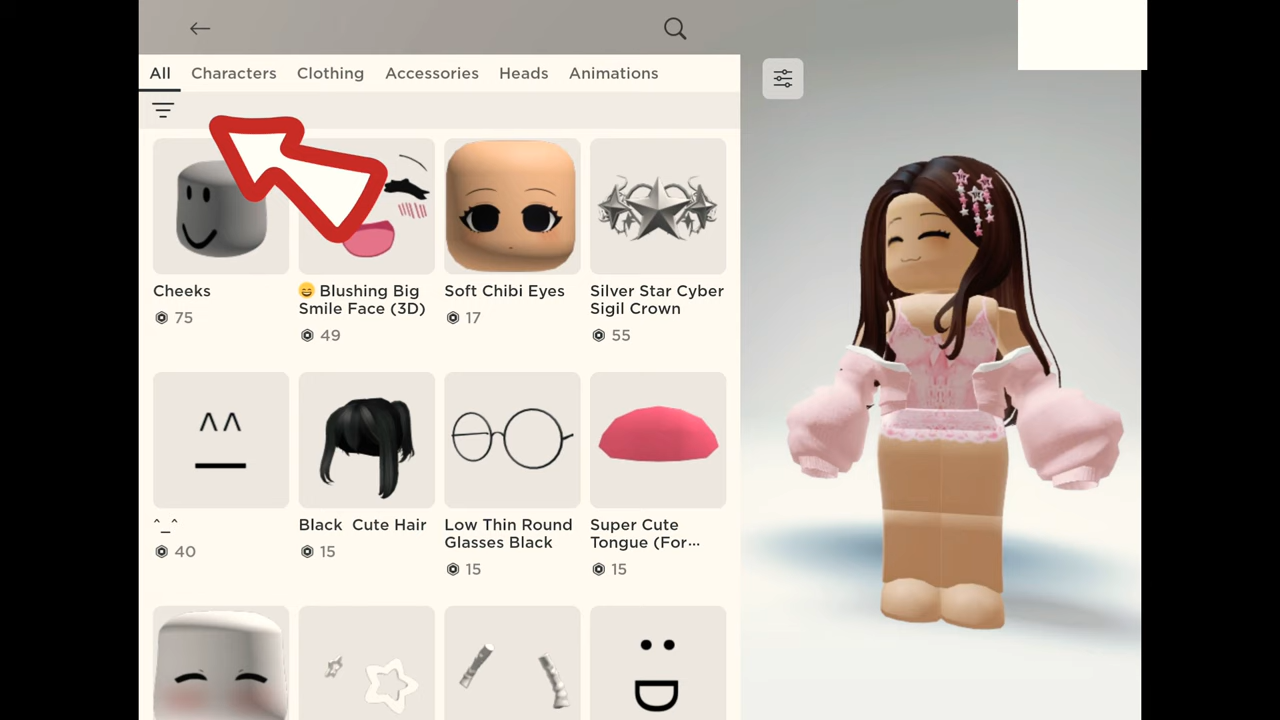 All Characters Clothing Accessories Heads Animations
Cheeks
75
😄 Blushing Big
Smile Face (3D)
49
Soft Chibi Eyes
17
Silver Star Cyber
Sigil Crown
55
^_^
40
Black Cute Hair
15
Low Thin Round
Glasses Black
15
Super Cute
Tongue (For...
15